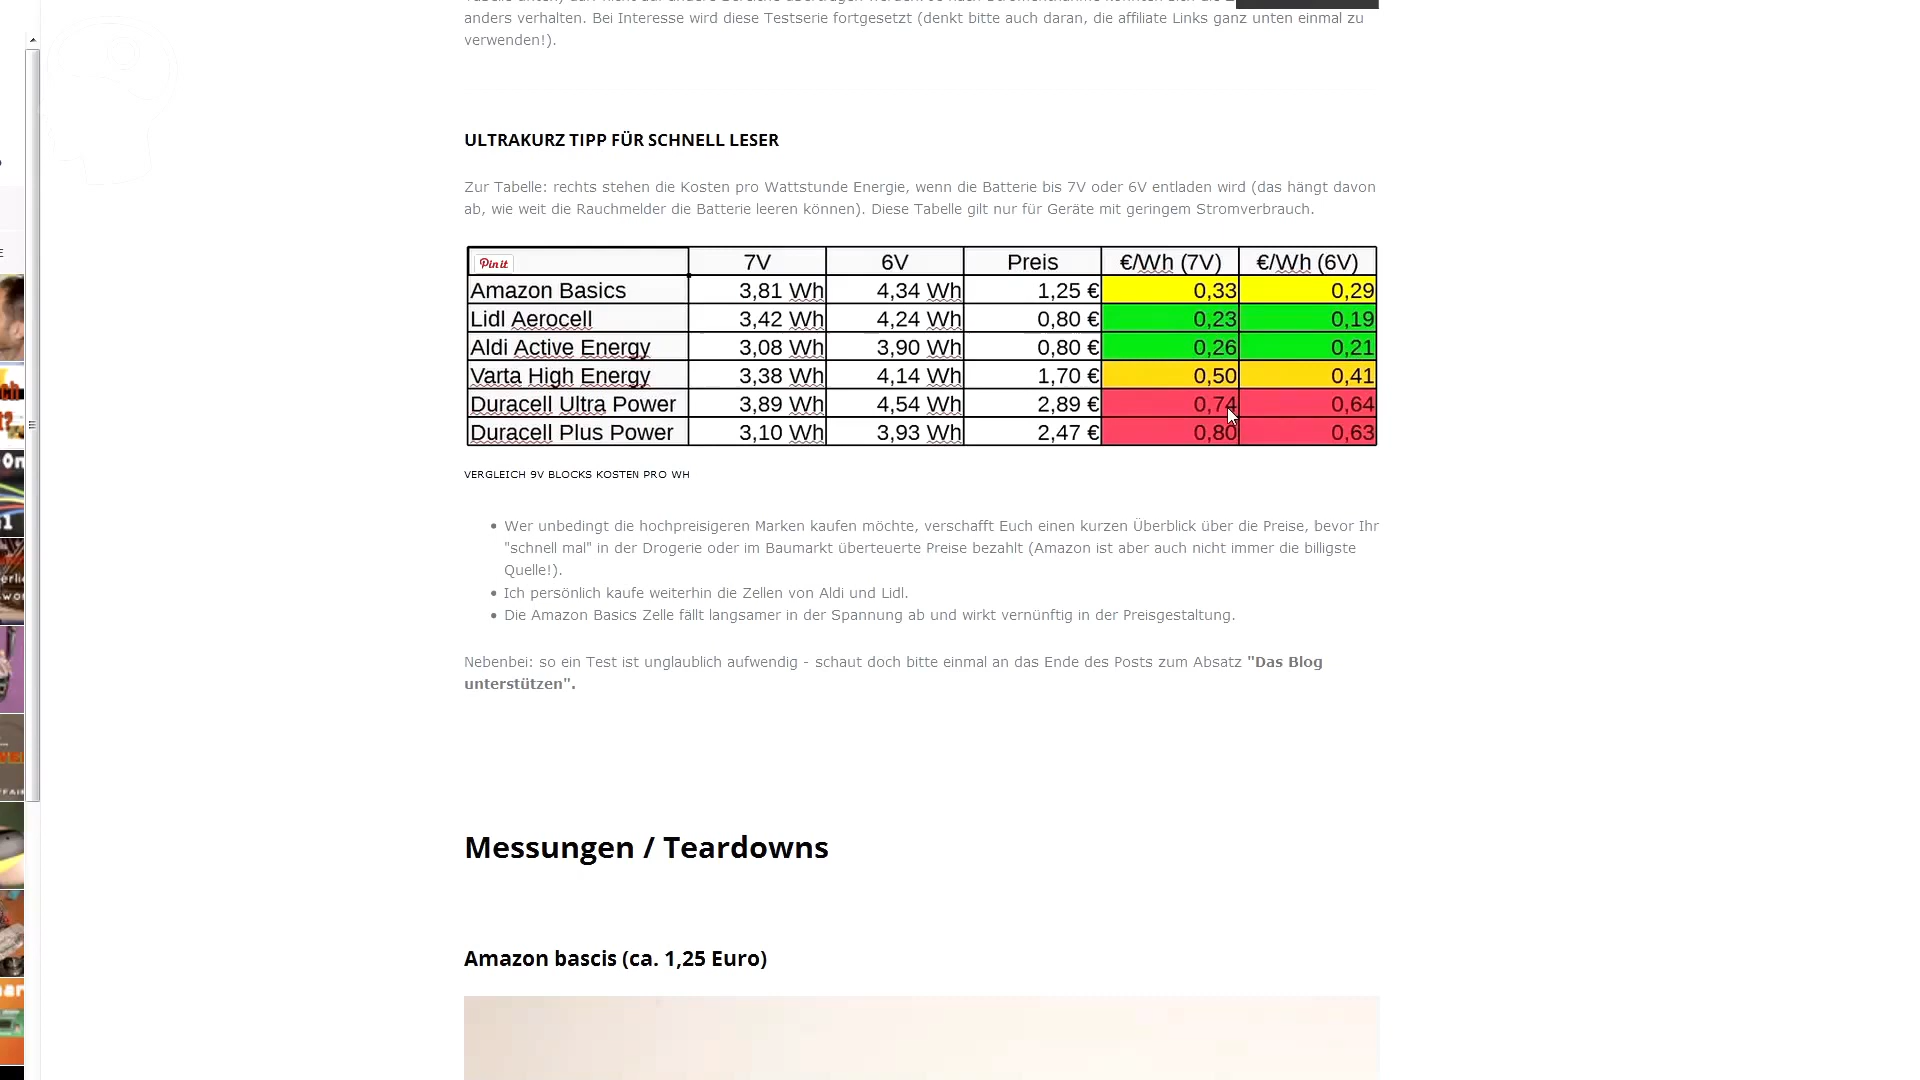 anders verhalten. Bei Interesse wird diese Testserie fortgesetzt (denkt bitte auch daran, die affiliate Links ganz unten einmal zu
verwenden!).
ULTRAKURZ TIPP FÜR SCHNELL LESER
Zur Tabelle: rechts stehen die Kosten pro Wattstunde Energie, wenn die Batterie bis 7V oder 6V entladen wird (das hängt davon
ab, wie weit die Rauchmelder die Batterie leeren können). Diese Tabelle gilt nur für Geräte mit geringem Stromverbrauch.
Pin it 7V 6V Preis €/Wh (7V) €/Wh (6V)
Amazon Basics 3,81 Wh 4,34 Wh 1,25 € 0,33 0,29
Lidl Aerocell 3,42 Wh 4,24 Wh 0,80 € 0,23 0,19
Aldi Active Energy 3,08 Wh 3,90 Wh 0,80 € 0,26 0,21
Varta High Energy 3,38 Wh 4,14 Wh 1,70 € 0,50 0,41
Duracell Ultra Power 3,89 Wh 4,54 Wh 2,89 € 0,74 0,64
Duracell Plus Power 3,10 Wh 3,93 Wh 2,47 € 0,80 0,63
VERGLEICH 9V BLOCKS KOSTEN PRO WH
• Wer unbedingt die hochpreisigeren Marken kaufen möchte, verschafft Euch einen kurzen Überblick über die Preise, bevor Ihr
"schnell mal" in der Drogerie oder im Baumarkt überteuerte Preise bezahlt (Amazon ist aber auch nicht immer die billigste
Quelle!).
• Ich persönlich kaufe weiterhin die Zellen von Aldi und Lidl.
• Die Amazon Basics Zelle fällt langsamer in der Spannung ab und wirkt vernünftig in der Preisgestaltung.
Nebenbei: so ein Test ist unglaublich aufwendig - schaut doch bitte einmal an das Ende des Posts zum Absatz "Das Blog
unterstützen".
Messungen / Teardowns
Amazon bascis (ca. 1,25 Euro)